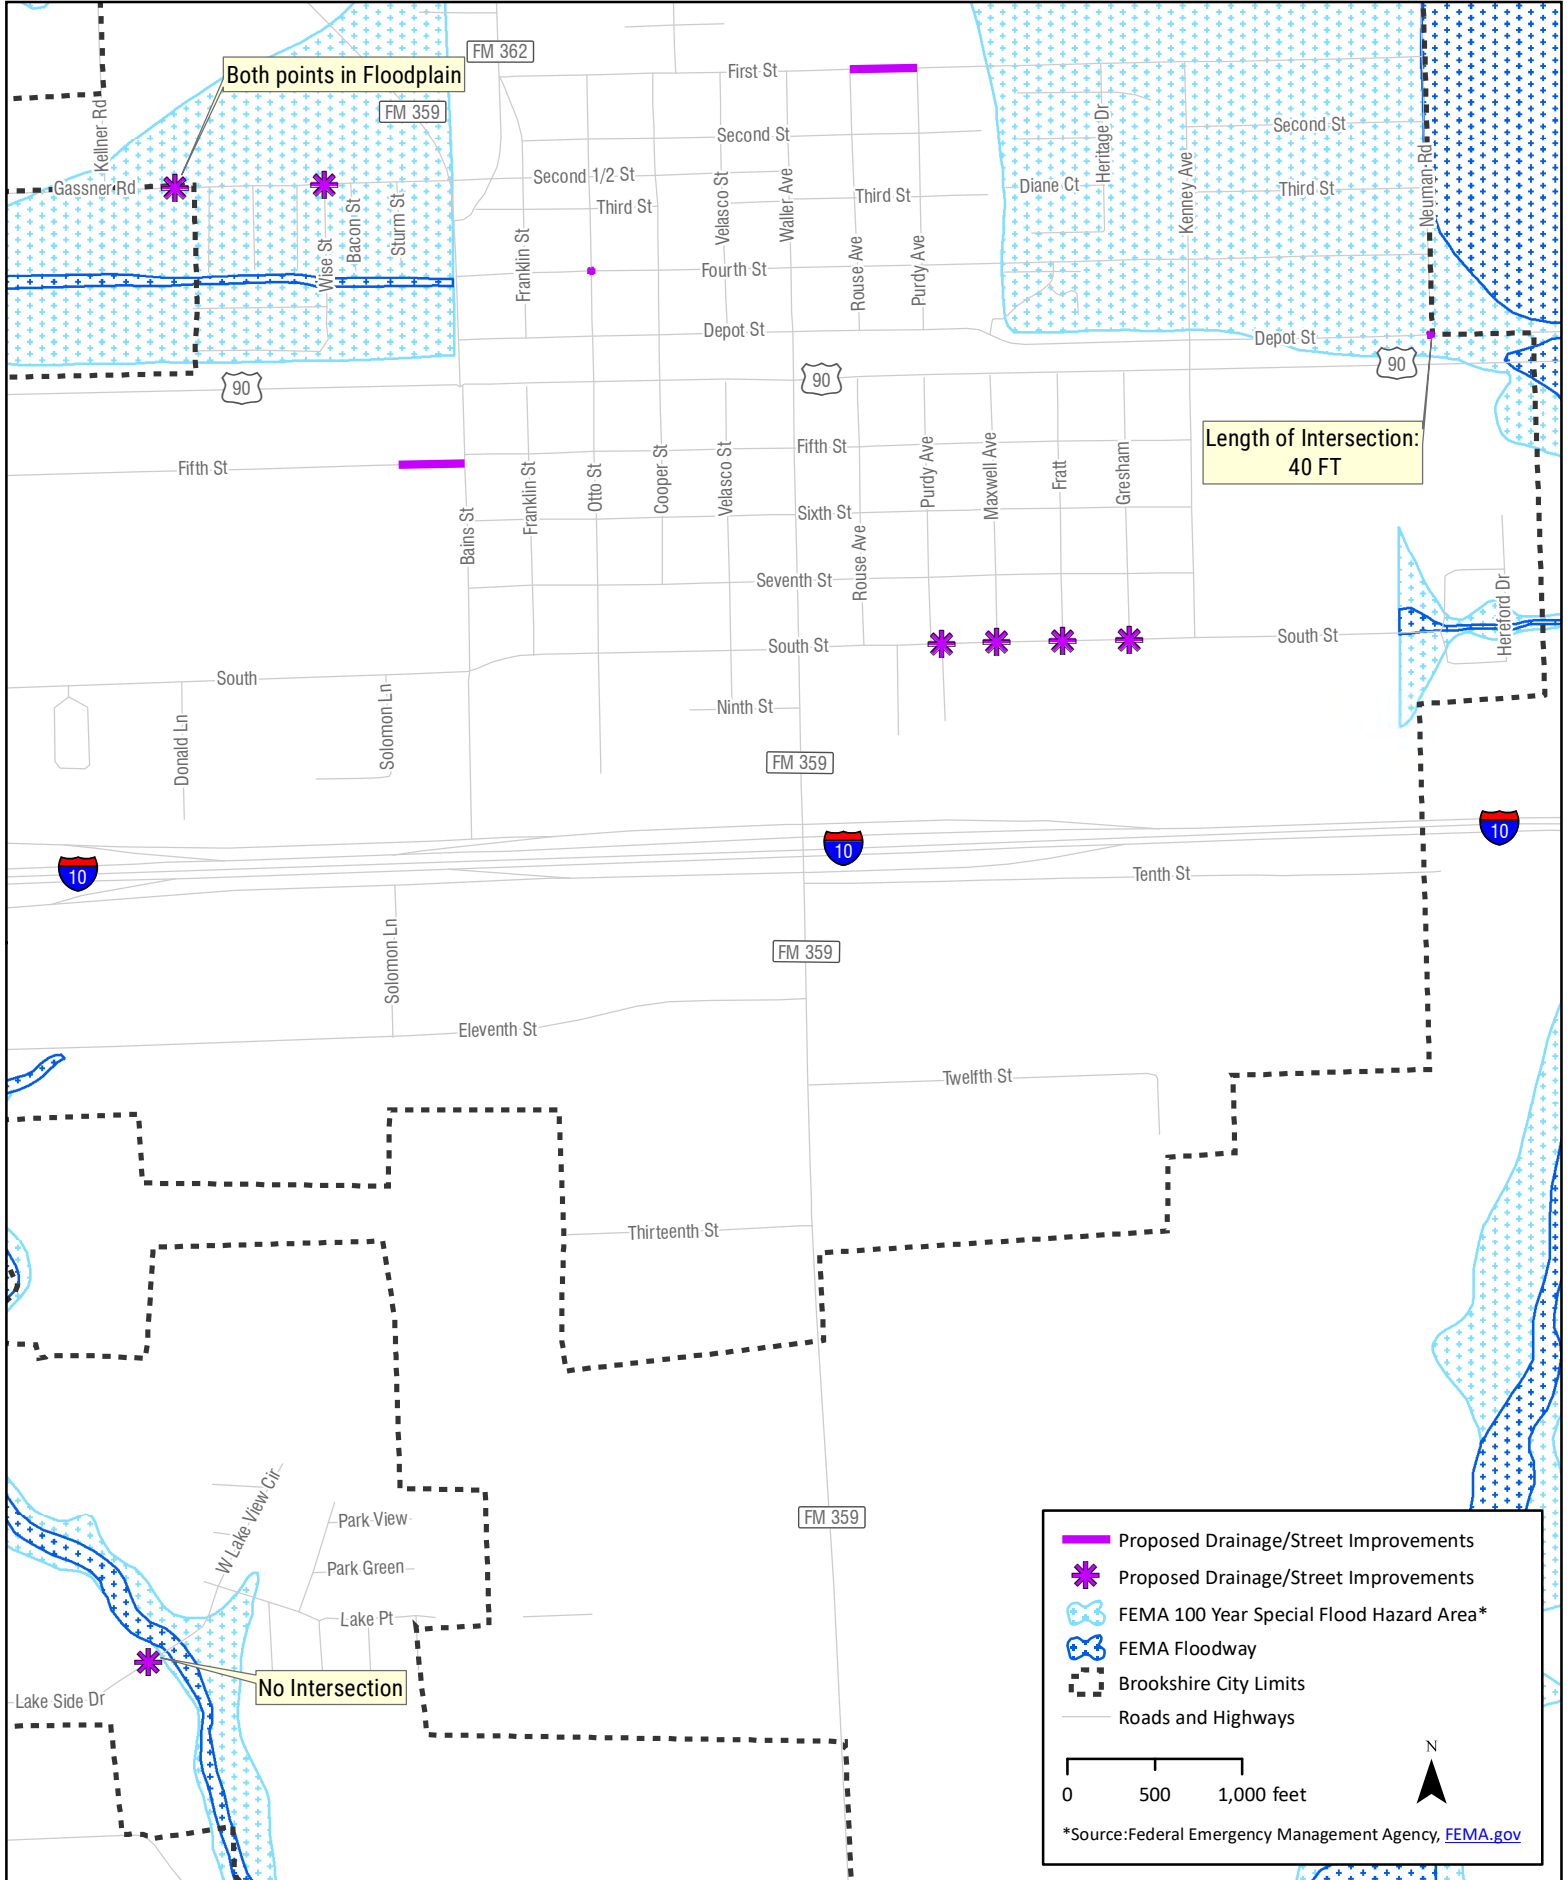 FM 362
First St
Both points in Floodplain
FM 359
Kellner Rd
Heritage Dr
Second St
Second St
Neuman Rd
Kenney Ave
Gassner Rd
Second 1/2 St
Velasco St
Waller Ave
Third St
Diane Ct
Third St
Third St
Wise St
Bacon St
Sturm St
Franklin St
Rouse Ave
Purdy Ave
Fourth St
Depot St
Depot St
90
90
90
Fifth St
Length of Intersection:
40 FT
Fifth St
Bains St
Franklin St
Otto St
Cooper St
Velasco St
Purdy Ave
Maxwell Ave
Fratt
Gresham
Sixth St
Rouse Ave
Seventh St
Hereford Dr
South St
South St
South
Donald Ln
Solomon Ln
Ninth St
FM 359
10
10
10
Tenth St
Solomon Ln
FM 359
Eleventh St
Twelfth St
Thirteenth St
W Lake View Cir
Park View
FM 359
Park Green
Lake Pt
No Intersection
Lake Side Dr
Proposed Drainage/Street Improvements
Proposed Drainage/Street Improvements
FEMA 100 Year Special Flood Hazard Area*
FEMA Floodway
Brookshire City Limits
Roads and Highways
N
0 500 1,000 feet
*Source:Federal Emergency Management Agency, FEMA.gov